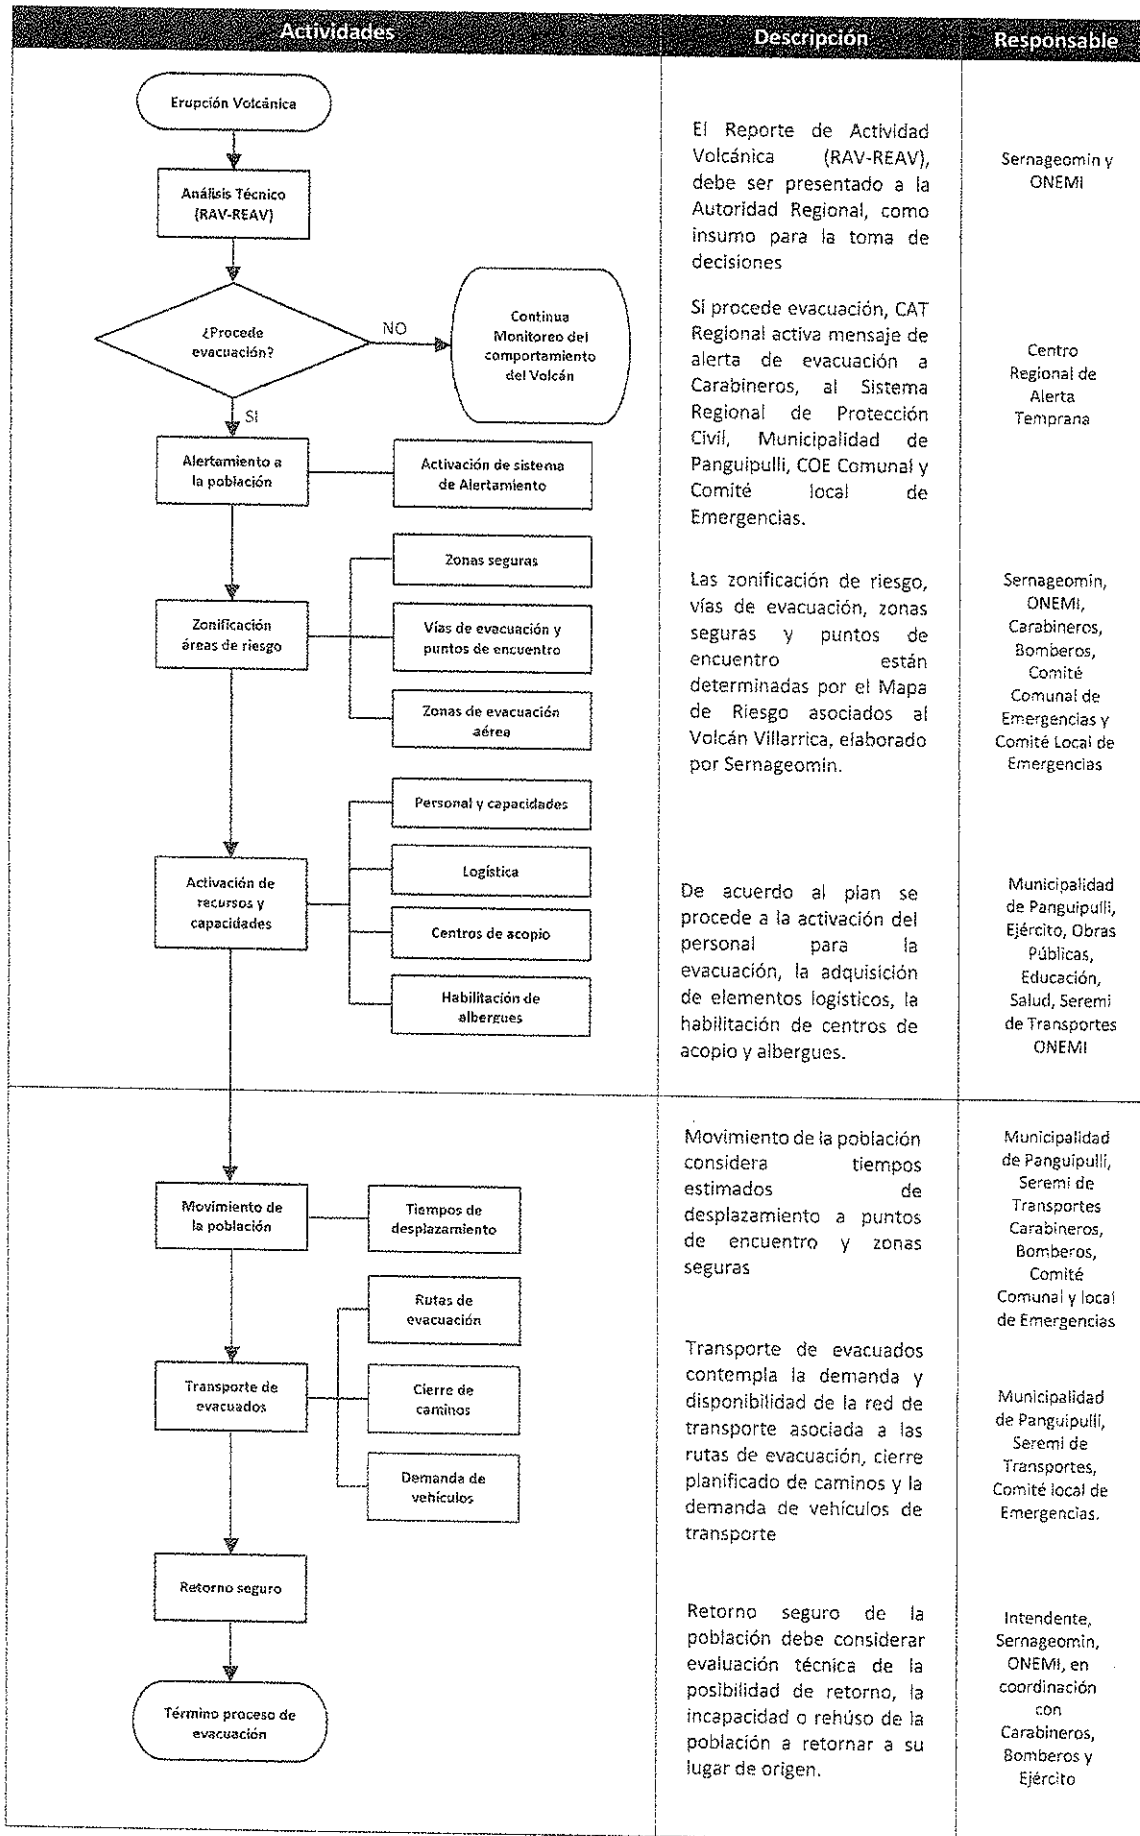 Actividades
Descripción
Responsable
Erupción Volcánica
Análisis Técnico
(RAV-REAV)
El Reporte de Actividad
Volcánica (RAV-REAV),
debe ser presentado a la
Autoridad Regional, como
insumo para la toma de
decisiones
Sernageomin y
ONEMI
¿Procede
evacuación?
NO
Continua
Monitoreo del
comportamiento
del Volcán
SI
Alertamiento a
la población
Activación de sistema
de Alertamiento
Si procede evacuación, CAT
Regional activa mensaje de
alerta de evacuación a
Carabineros, al Sistema
Regional de Protección
Civil, Municipalidad de
Panguipulli, COE Comunal y
Comité local de
Emergencias.
Centro
Regional de
Alerta
Temprana
Zonificación
áreas de riesgo
Zonas seguras
Vías de evacuación y
puntos de encuentro
Zonas de evacuación
aérea
Las zonificación de riesgo,
vías de evacuación, zonas
seguras y puntos de
encuentro están
determinadas por el Mapa
de Riesgo asociados al
Volcán Villarrica, elaborado
por Sernageomin.
Sernageomin,
ONEMI,
Carabineros,
Bomberos,
Comité
Comunal de
Emergencias y
Comité Local de
Emergencias
Activación de
recursos y
capacidades
Personal y capacidades
Logística
Centros de acopio
Habilitación de
albergues
De acuerdo al plan se
procede a la activación del
personal para la
evacuación, la adquisición
de elementos logísticos, la
habilitación de centros de
acopio y albergues.
Municipalidad
de Panguipulli,
Ejército, Obras
Públicas,
Educación,
Salud, Seremi
de Transportes
ONEMI
Movimiento de
la población
Tiempos de
desplazamiento
Movimiento de la población
considera tiempos
estimados de
desplazamiento a puntos
de encuentro y zonas
seguras
Municipalidad
de Panguipulli,
Seremi de
Transportes
Carabineros,
Bomberos,
Comité
Comunal y local
de Emergencias
Transporte de
evacuados
Rutas de
evacuación
Cierre de
caminos
Demanda de
vehículos
Transporte de evacuados
contempla la demanda y
disponibilidad de la red de
transporte asociada a las
rutas de evacuación, cierre
planificado de caminos y la
demanda de vehículos de
transporte
Municipalidad
de Panguipulli,
Seremi de
Transportes,
Comité local de
Emergencias.
Retorno seguro
Término proceso de
evacuación
Retorno seguro de la
población debe considerar
evaluación técnica de la
posibilidad de retorno, la
incapacidad o rehúso de la
población a retornar a su
lugar de origen.
Intendente,
Sernageomin,
ONEMI, en
coordinación
con
Carabineros,
Bomberos y
Ejército